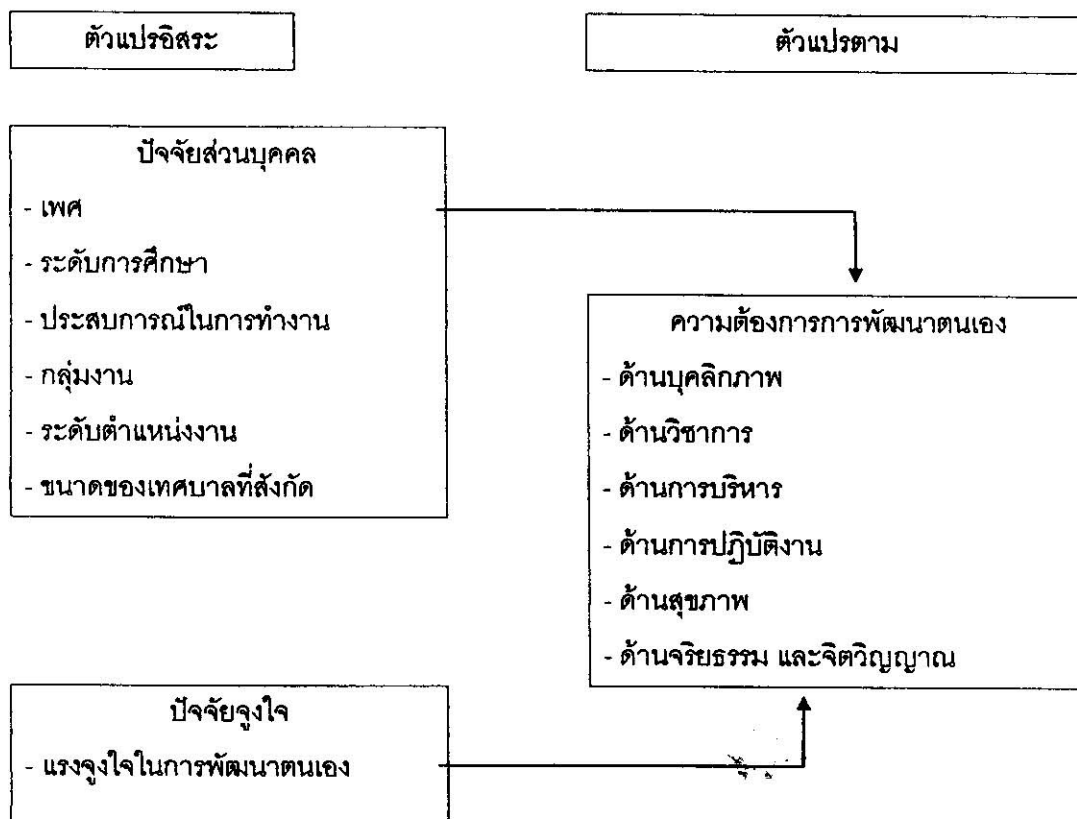 ตัวแปรอิสระ
ตัวแปรตาม
ปัจจัยส่วนบุคคล
- เพศ
- ระดับการศึกษา
- ประสบการณ์ในการทำงาน
- กลุ่มงาน
- ระดับตำแหน่งงาน
- ขนาดของเทศบาลที่สังกัด
ความต้องการการพัฒนาตนเอง
- ด้านบุคลิกภาพ
- ด้านวิชาการ
- ด้านการบริหาร
- ด้านการปฏิบัติงาน
- ด้านสุขภาพ
- ด้านจริยธรรม และจิตวิญญาณ
ปัจจัยจูงใจ
- แรงจูงใจในการพัฒนาตนเอง